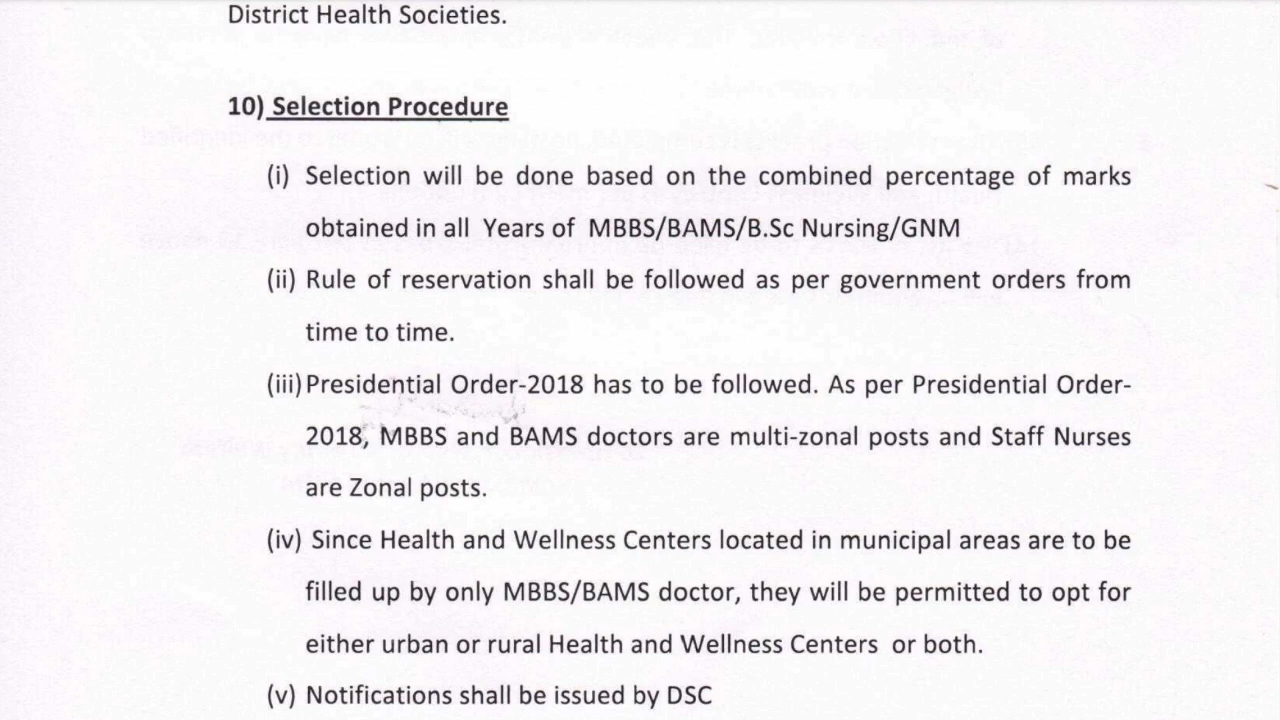 District Health Societies.
10) Selection Procedure
(i) Selection will be done based on the combined percentage of marks
obtained in all Years of MBBS/BAMS/B.Sc Nursing/GNM
(ii) Rule of reservation shall be followed as per government orders from
time to time.
(iii) Presidential Order-2018 has to be followed. As per Presidential Order-
2018, MBBS and BAMS doctors are multi-zonal posts and Staff Nurses
are Zonal posts.
(iv) Since Health and Wellness Centers located in municipal areas are to be
filled up by only MBBS/BAMS doctor, they will be permitted to opt for
either urban or rural Health and Wellness Centers or both.
(v) Notifications shall be issued by DSC